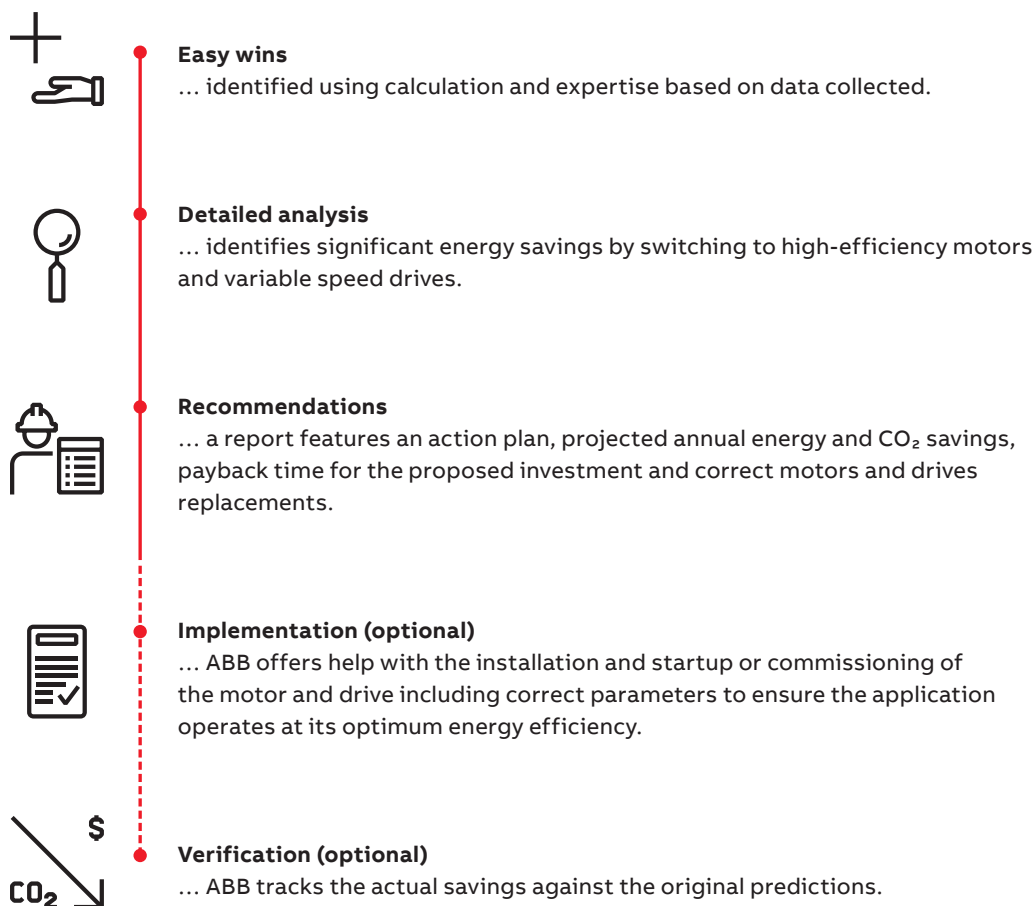 Easy wins
… identified using calculation and expertise based on data collected.
Detailed analysis
… identifies significant energy savings by switching to high-efficiency motors
and variable speed drives.
Recommendations
… a report features an action plan, projected annual energy and CO₂ savings,
payback time for the proposed investment and correct motors and drives
replacements.
Implementation (optional)
… ABB offers help with the installation and startup or commissioning of
the motor and drive including correct parameters to ensure the application
operates at its optimum energy efficiency.
$
CO₂
Verification (optional)
… ABB tracks the actual savings against the original predictions.